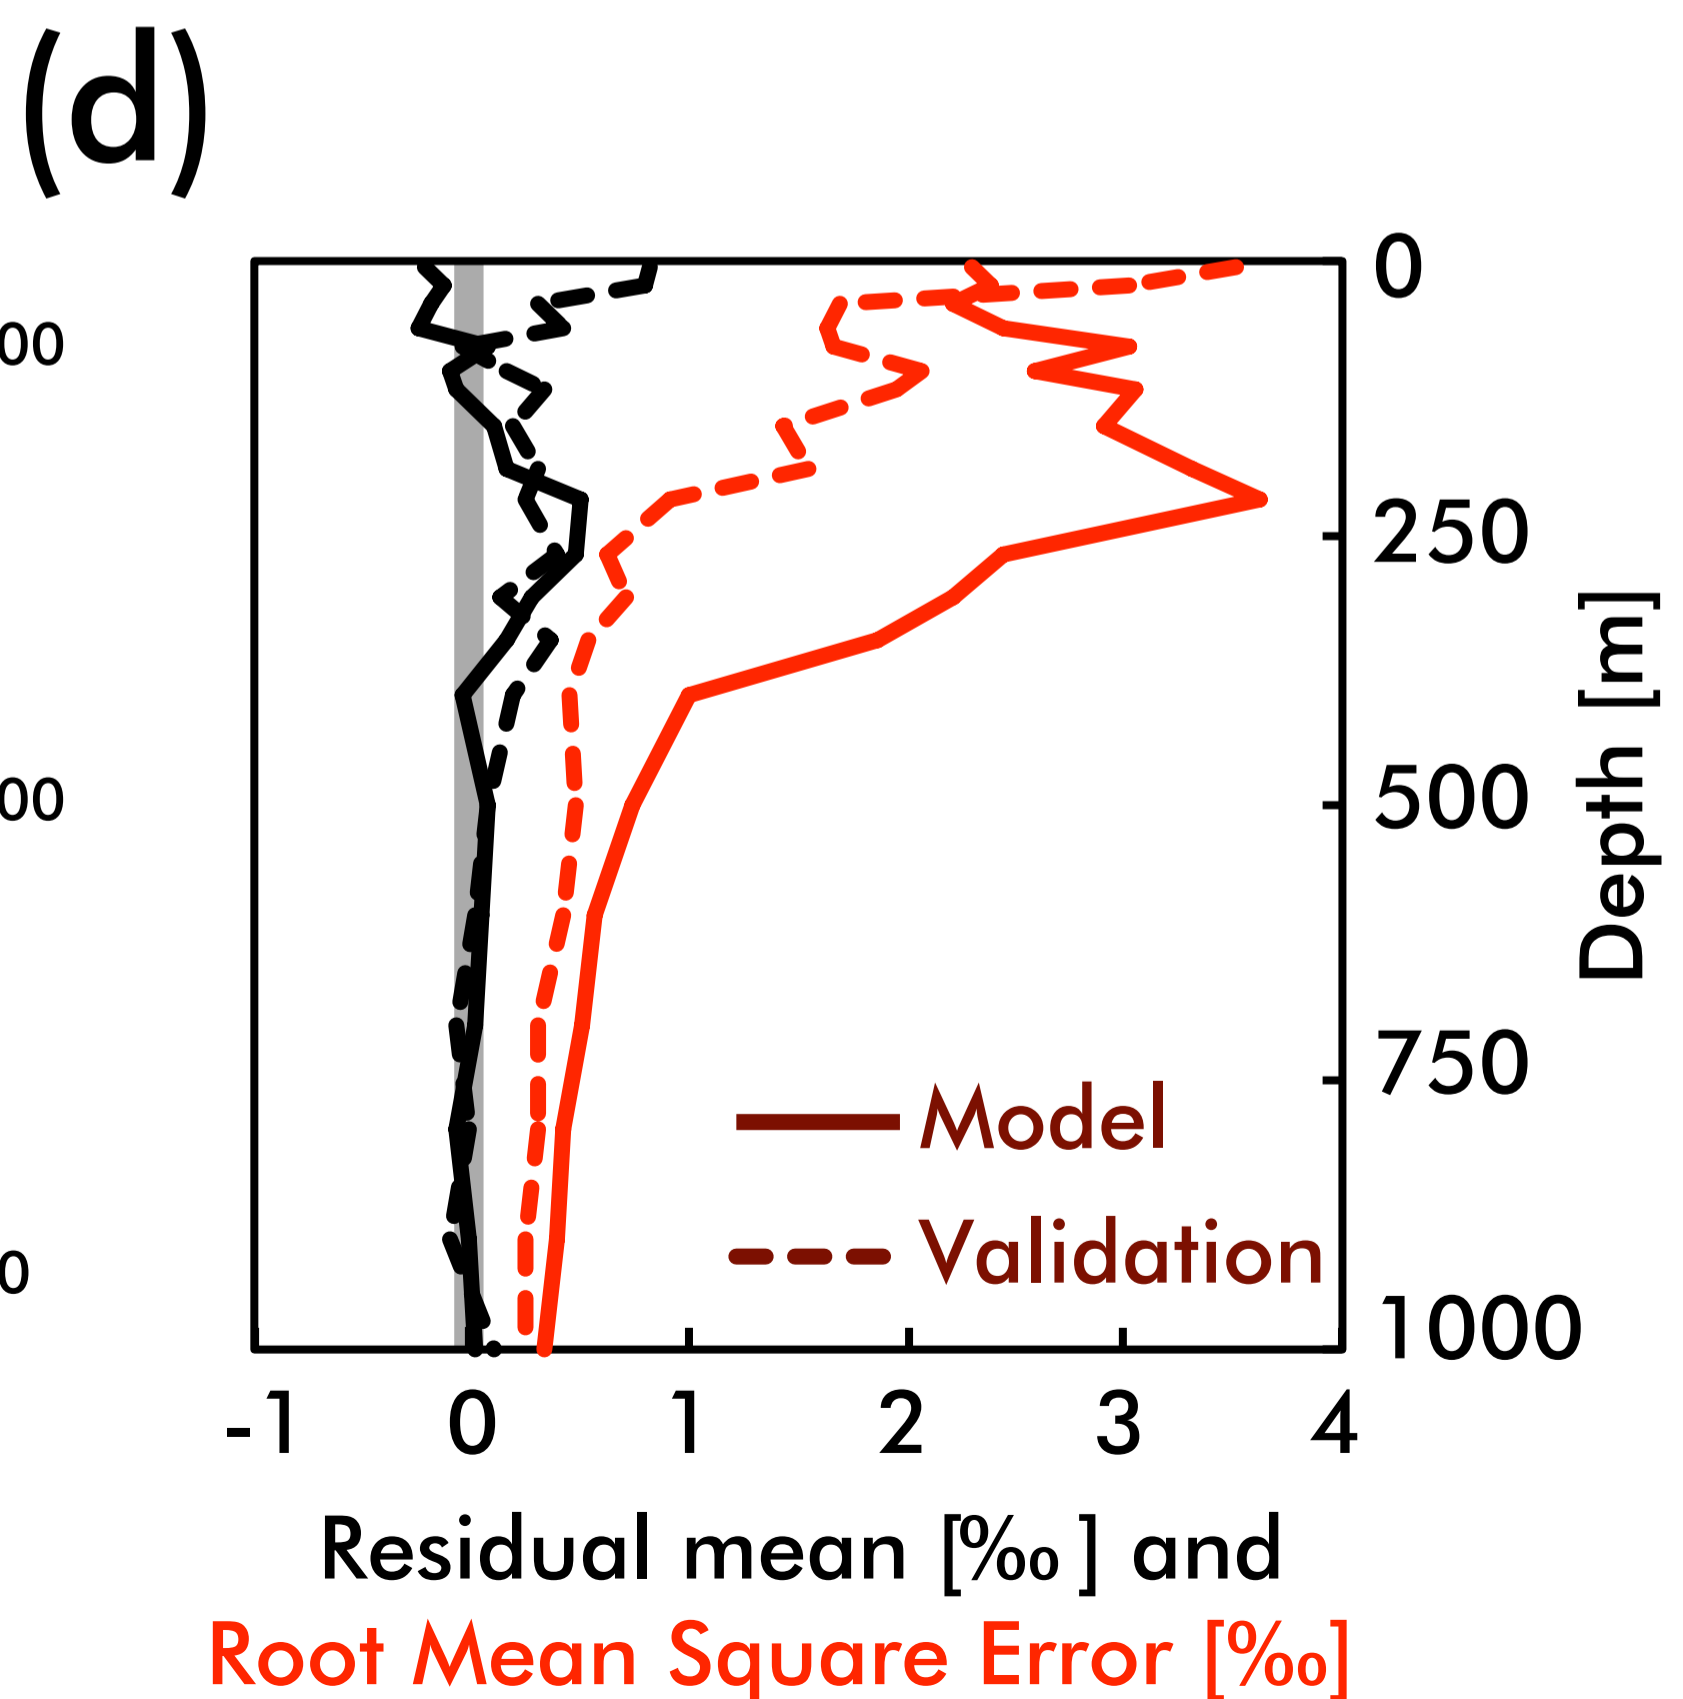 (d)
00
00
0
0
250
500
750
1000
Depth [m]
Model
Validation
-1 0 1 2 3 4
Residual mean [‰ ] and
Root Mean Square Error [‰]